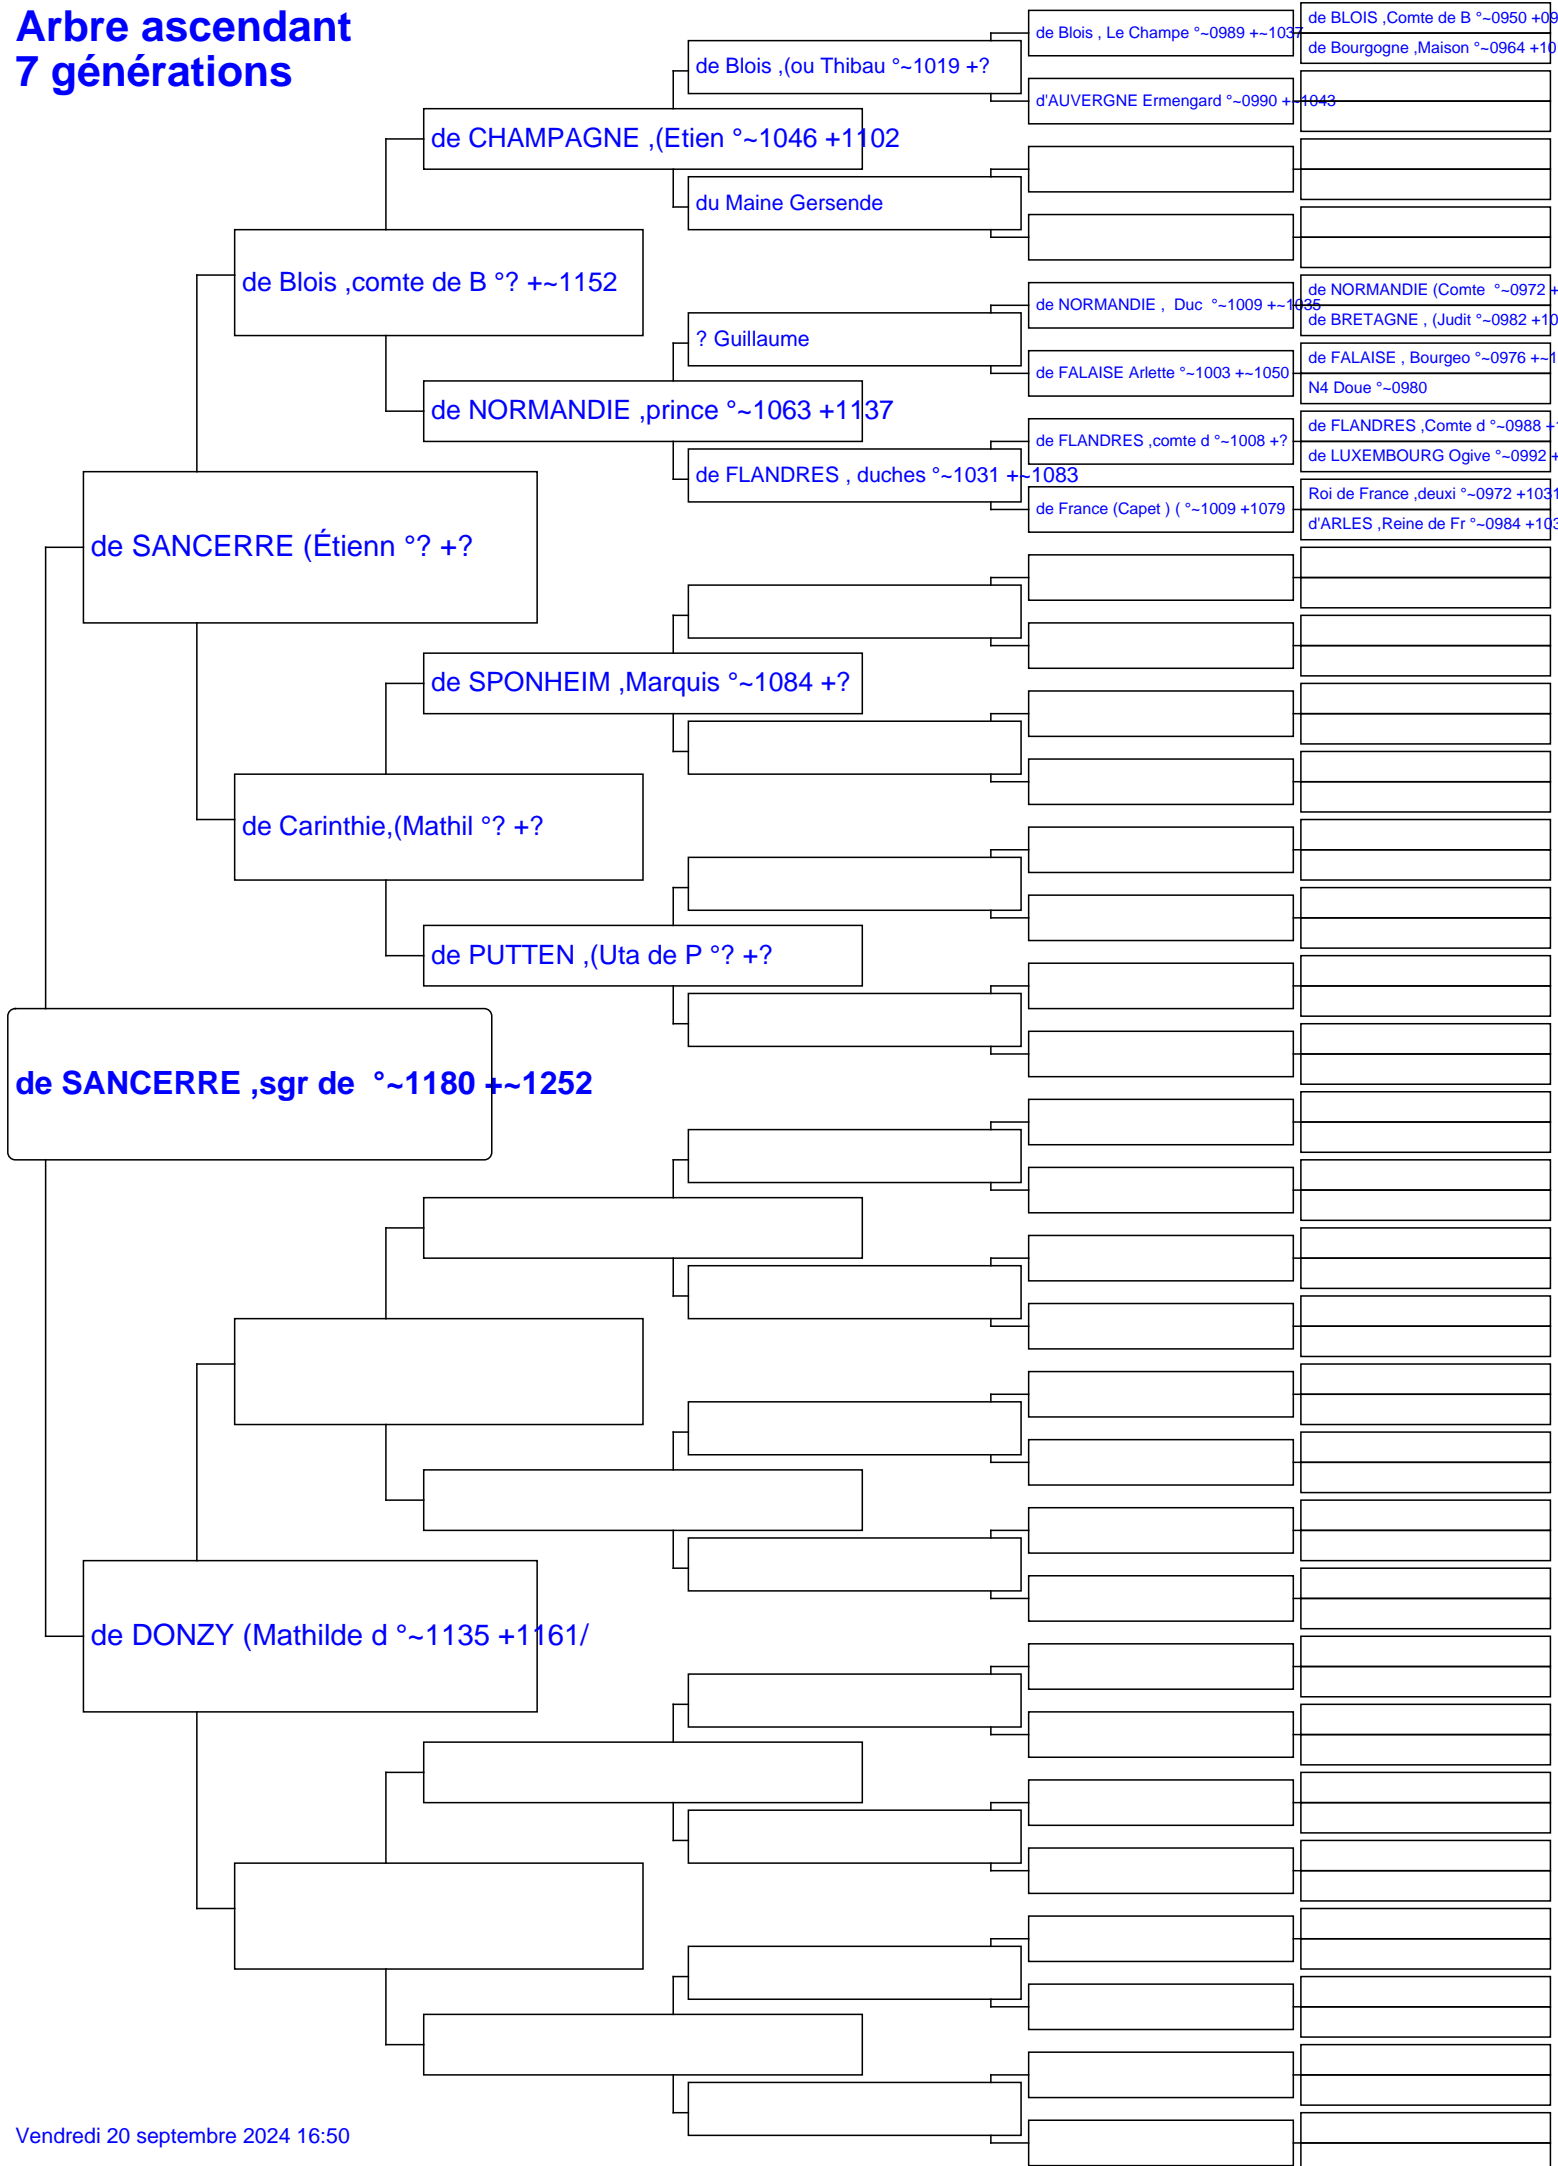 Arbre ascendant
7 générations
de BLOIS ,Comte de B °~0950 +09
de Blois , Le Champe °~0989 +~1037
de Bourgogne ,Maison °~0964 +10
de Blois ,(ou Thibau °~1019 +?
d'AUVERGNE Ermengard °~0990 +~1043
de CHAMPAGNE ,(Etien °~1046 +1102
du Maine Gersende
de Blois ,comte de B °? +~1152
de NORMANDIE (Comte  °~0972 +
de NORMANDIE ,  Duc  °~1009 +~1035
de BRETAGNE , (Judit °~0982 +10
? Guillaume
de FALAISE , Bourgeo °~0976 +~1
de FALAISE Arlette °~1003 +~1050
N4 Doue °~0980
de NORMANDIE ,prince °~1063 +1137
de FLANDRES ,Comte d °~0988 +1
de FLANDRES ,comte d °~1008 +?
de LUXEMBOURG Ogive °~0992 +
de FLANDRES , duches °~1031 +~1083
Roi de France ,deuxi °~0972 +1031
de France (Capet ) ( °~1009 +1079
d'ARLES ,Reine de Fr °~0984 +103
de SANCERRE (Étienn °? +?
de SPONHEIM ,Marquis °~1084 +?
de Carinthie,(Mathil °? +?
de PUTTEN ,(Uta de P °? +?
de SANCERRE ,sgr de  °~1180 +~1252
de DONZY (Mathilde d °~1135 +1161/
Vendredi 20 septembre 2024 16:50